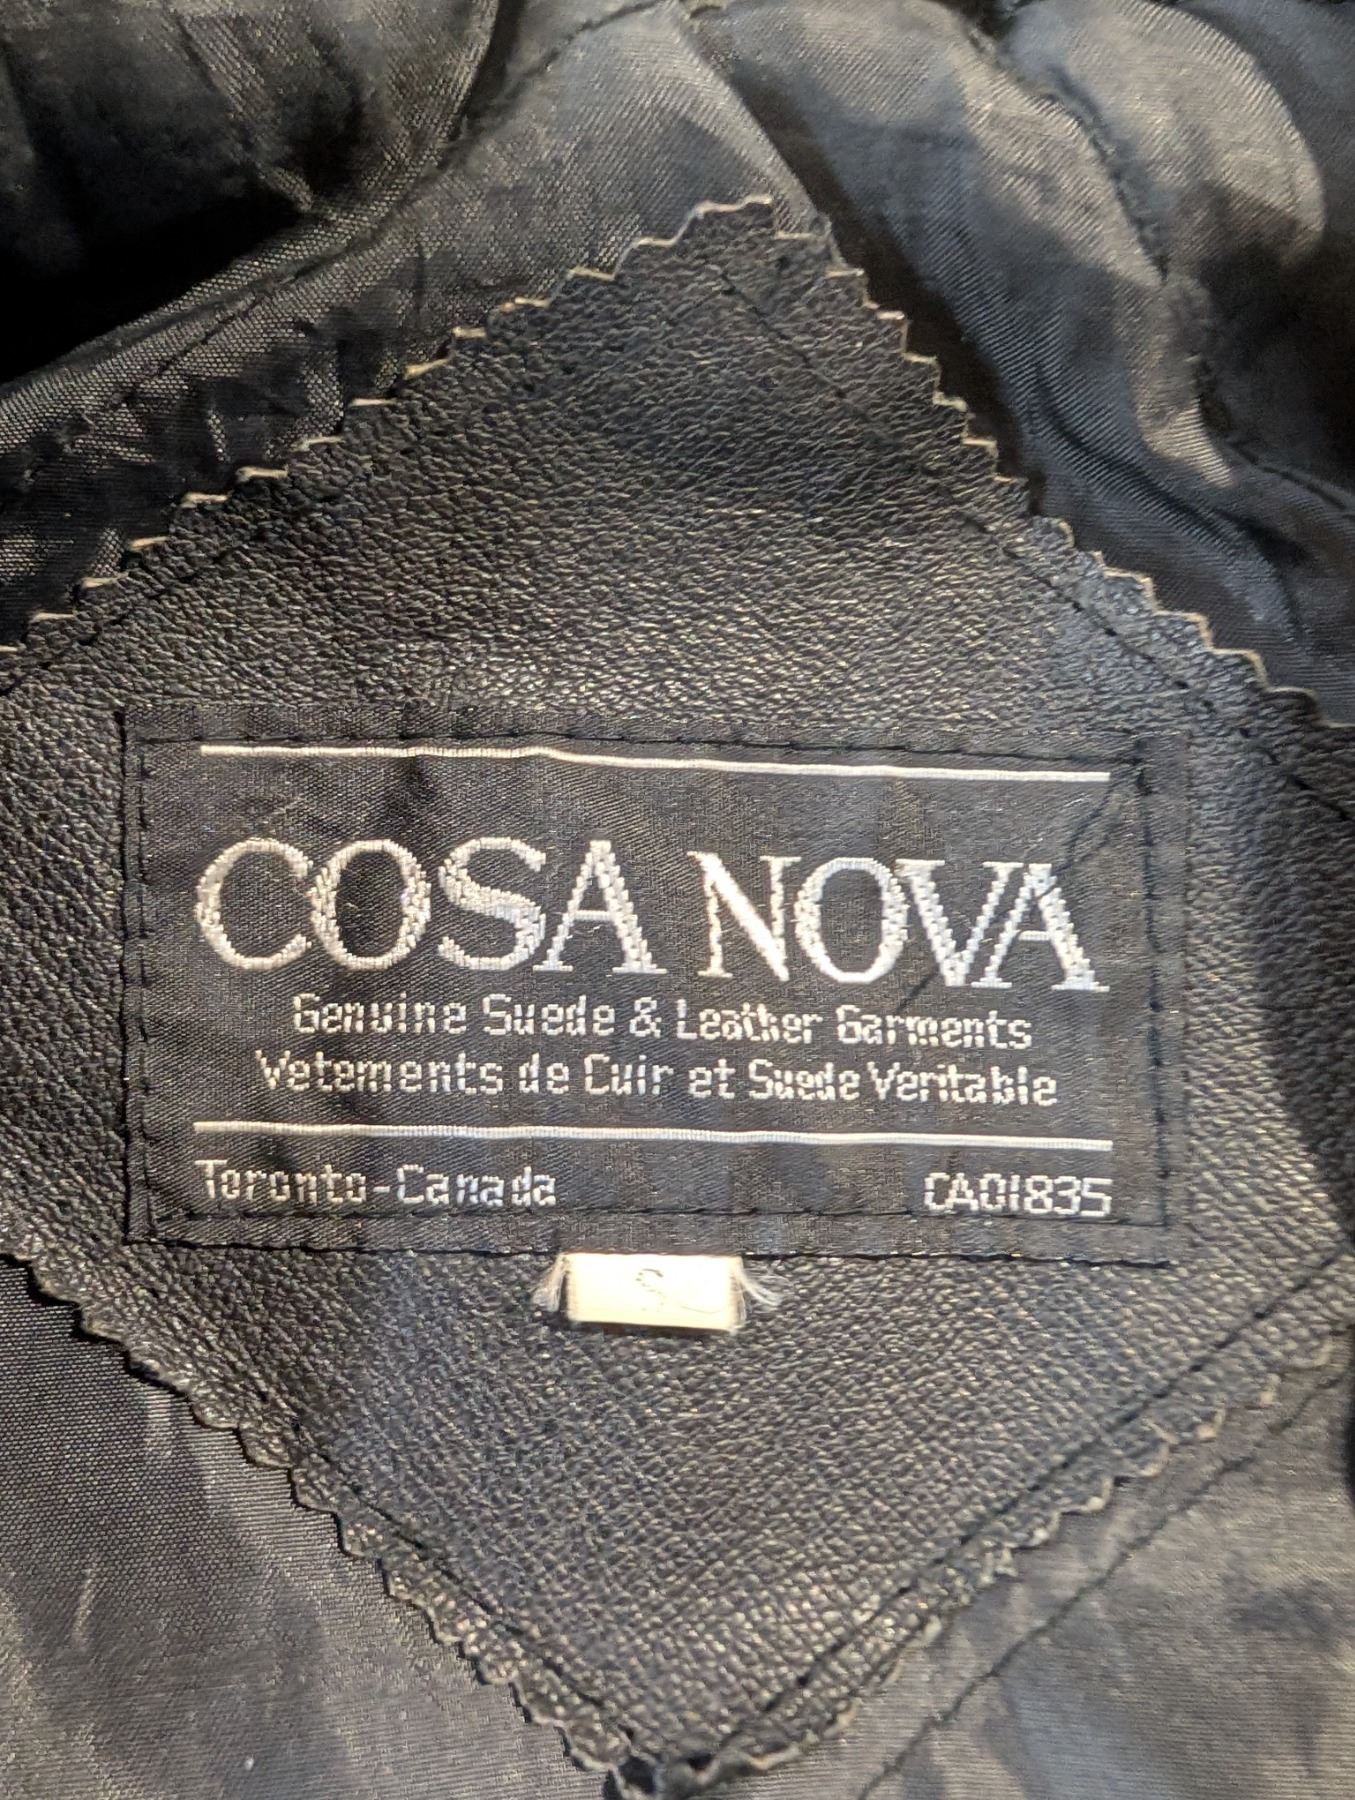 COSA NOVA
Genuine Suede & Leather Garments
Vetements de Cuir et Suede Veritable
Toronto-Canada CA01835
S